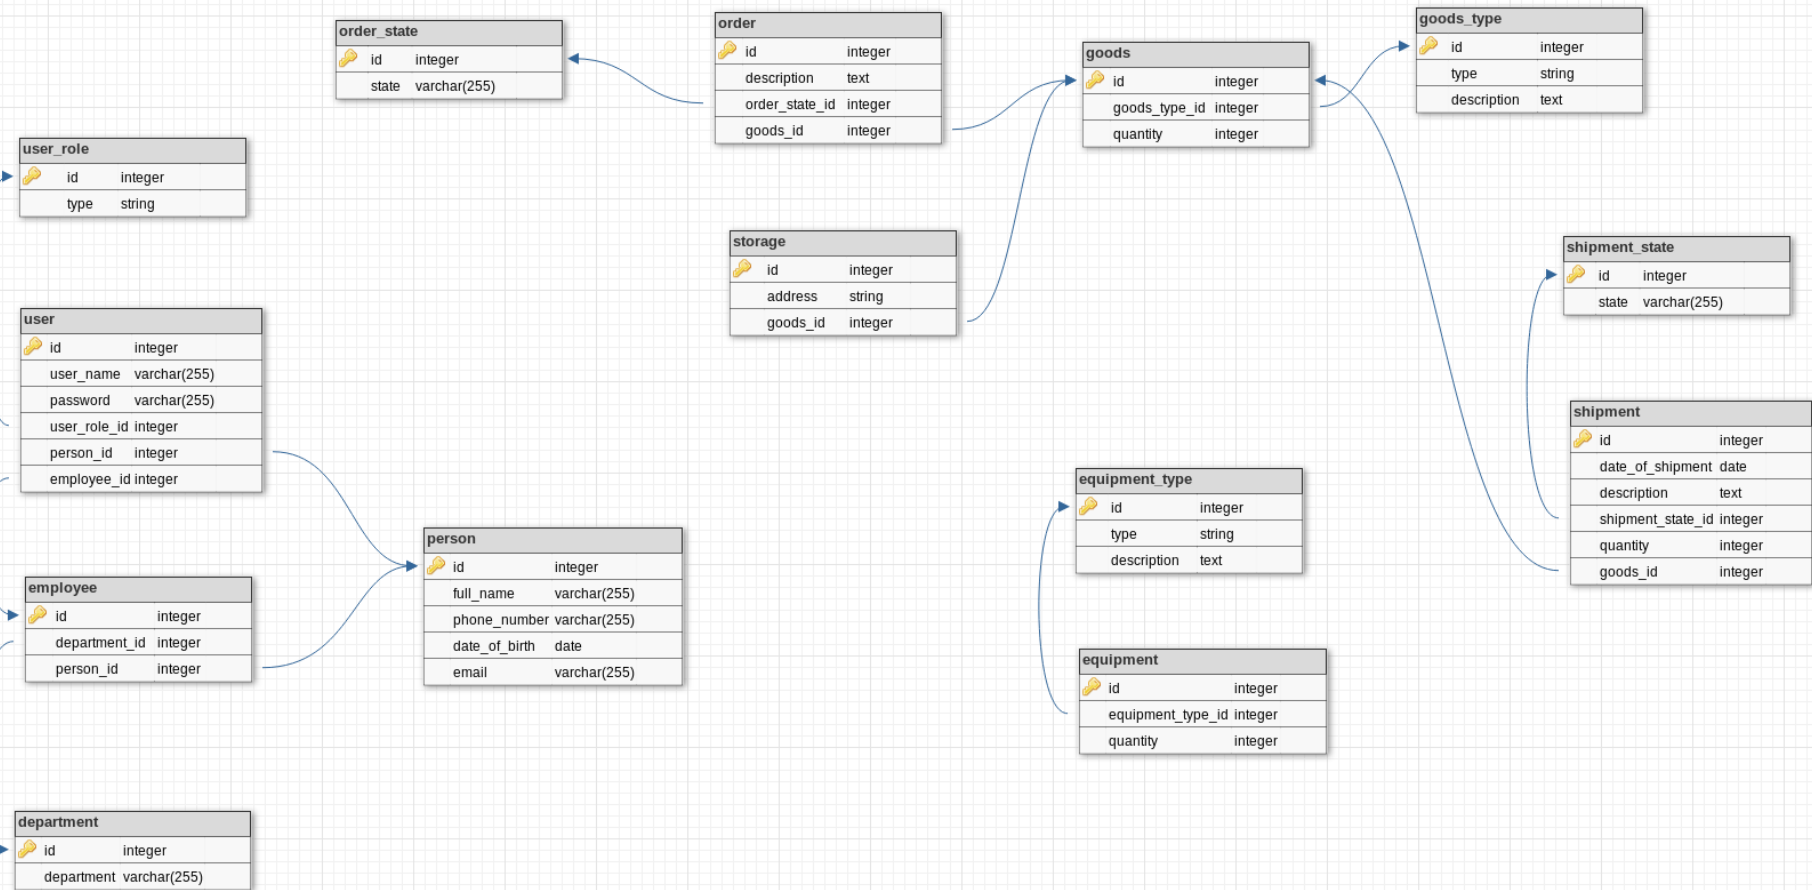 order_state
id integer
state varchar(255)
order
id integer
description text
order_state_id integer
goods_id integer
goods
id integer
goods_type_id integer
quantity integer
goods_type
id integer
type string
description text
user_role
id integer
type string
storage
id integer
address string
goods_id integer
shipment_state
id integer
state varchar(255)
user
id integer
user_name varchar(255)
password varchar(255)
user_role_id integer
person_id integer
employee_id integer
shipment
id integer
date_of_shipment date
description text
shipment_state_id integer
quantity integer
goods_id integer
equipment_type
id integer
type string
description text
person
id integer
full_name varchar(255)
phone_number varchar(255)
date_of_birth date
email varchar(255)
employee
id integer
department_id integer
person_id integer
equipment
id integer
equipment_type_id integer
quantity integer
department
id integer
department varchar(255)